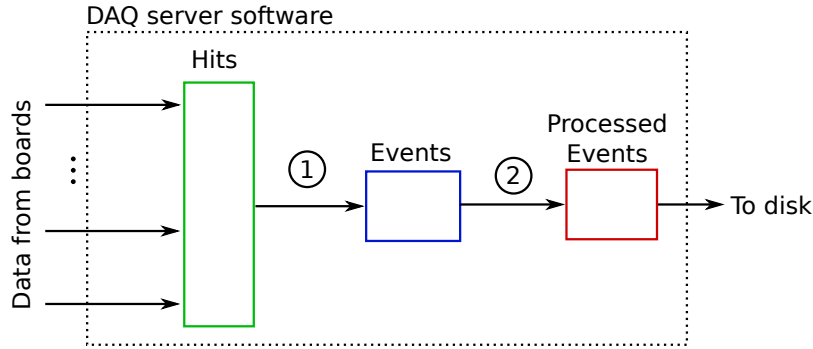 DAQ server software
Hits
Data from boards
...
1
Events
2
Processed
Events
To disk